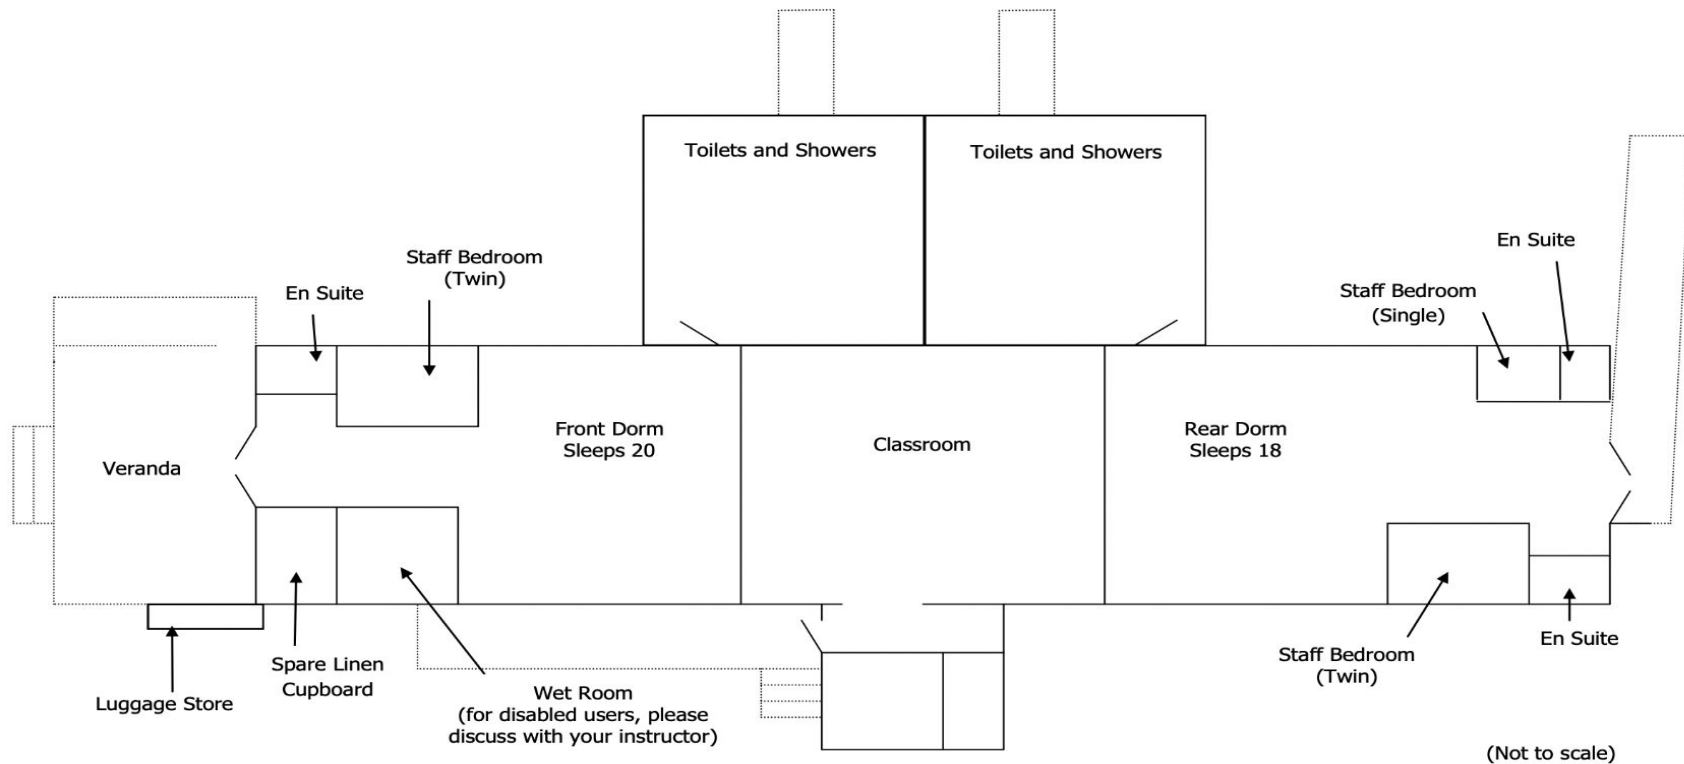 Toilets and Showers
Toilets and Showers
Staff Bedroom
(Twin)
En Suite
En Suite
Staff Bedroom
(Single)
Front Dorm
Sleeps 20
Classroom
Rear Dorm
Sleeps 18
Veranda
Luggage Store
Spare Linen
Cupboard
Wet Room
(for disabled users, please
discuss with your instructor)
Staff Bedroom
(Twin)
En Suite
(Not to scale)